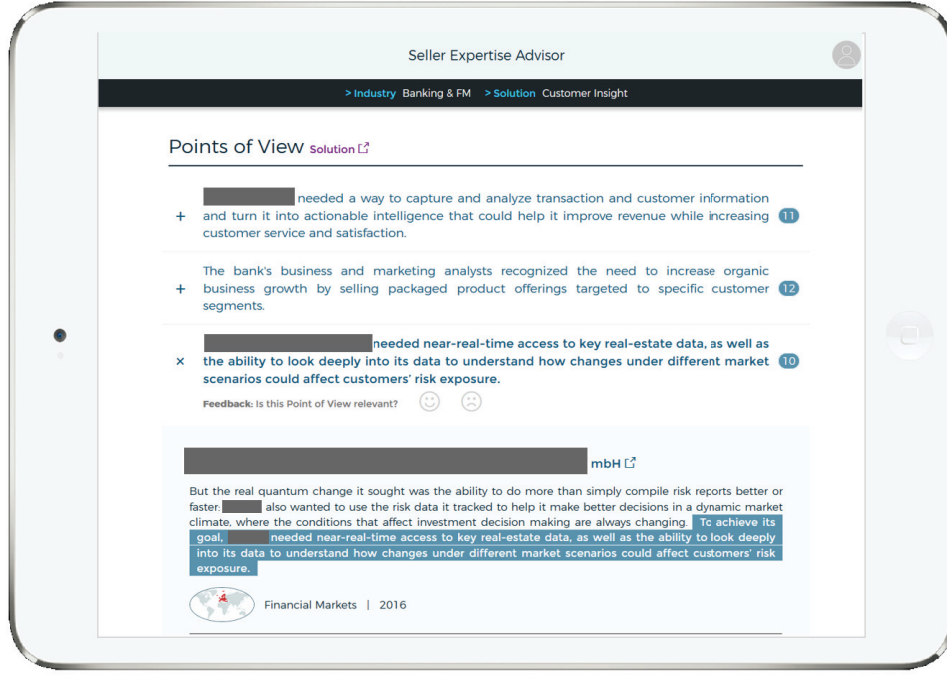 Seller Expertise Advisor
> Industry Banking & FM > Solution Customer Insight
Points of View Solution
needed a way to capture and analyze transaction and customer information
+ and turn it into actionable intelligence that could help it improve revenue while increasing 11
customer service and satisfaction.
The bank's business and marketing analysts recognized the need to increase organic
+ business growth by selling packaged product offerings targeted to specific customer 12
segments.
needed near-real-time access to key real-estate data, as well as
× the ability to look deeply into its data to understand how changes under different market 10
scenarios could affect customers' risk exposure.
Feedback: Is this Point of View relevant?
mbH
But the real quantum change it sought was the ability to do more than simply compile risk reports better or
faster: also wanted to use the risk data it tracked to help it make better decisions in a dynamic market
climate, where the conditions that affect investment decision making are always changing. To achieve its
goal, needed near-real-time access to key real-estate data, as well as the ability to look deeply
into its data to understand how changes under different market scenarios could affect customers' risk
exposure.
Financial Markets | 2016